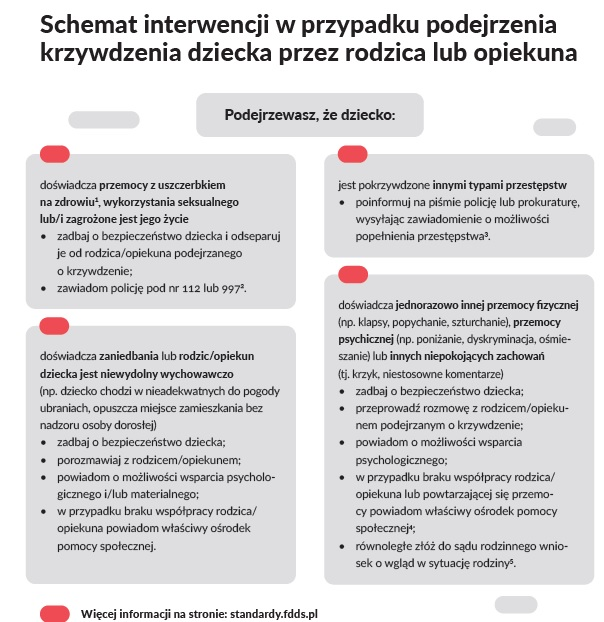 Schemat interwencji w przypadku podejrzenia
krzywdzenia dziecka przez rodzica lub opiekuna
Podejrzewasz, że dziecko:
doświadcza przemocy z uszczerbkiem
na zdrowiu¹, wykorzystania seksualnego
lub/i zagrożone jest jego życie
• zadbaj o bezpieczeństwo dziecka i odseparuj
je od rodzica/opiekuna podejrzanego
o krzywdzenie;
• zawiadom policję pod nr 112 lub 997².
doświadcza zaniedbania lub rodzic/opiekun
dziecka jest niewydolny wychowawczo
(np. dziecko chodzi w nieadekwatnych do pogody
ubraniach, opuszcza miejsce zamieszkania bez
nadzoru osoby dorosłej)
• zadbaj o bezpieczeństwo dziecka;
• porozmawiaj z rodzicem/opiekunem;
• powiadom o możliwości wsparcia psycholo-
gicznego i/lub materialnego;
• w przypadku braku współpracy rodzica/
opiekuna powiadom właściwy ośrodek
pomocy społecznej.
jest pokrzywdzone innymi typami przestępstw
• poinformuj na piśmie policję lub prokuraturę,
wysyłając zawiadomienie o możliwości
popełnienia przestępstwa³.
doświadcza jednorazowo innej przemocy fizycznej
(np. klapsy, popychanie, szturchanie), przemocy
psychicznej (np. poniżanie, dyskryminacja, ośmie-
szanie) lub innych niepokojących zachowań
(tj. krzyk, niestosowne komentarze)
• zadbaj o bezpieczeństwo dziecka;
• przeprowadź rozmowę z rodzicem/opieku-
nem podejrzanym o krzywdzenie;
• powiadom o możliwości wsparcia
psychologicznego;
• w przypadku braku współpracy rodzica/
opiekuna lub powtarzającej się przemo-
cy powiadom właściwy ośrodek pomocy
społecznej⁴;
• równoległe złóż do sądu rodzinnego wnio-
sek o wgląd w sytuację rodziny⁵.
Więcej informacji na stronie: standardy.fdds.pl